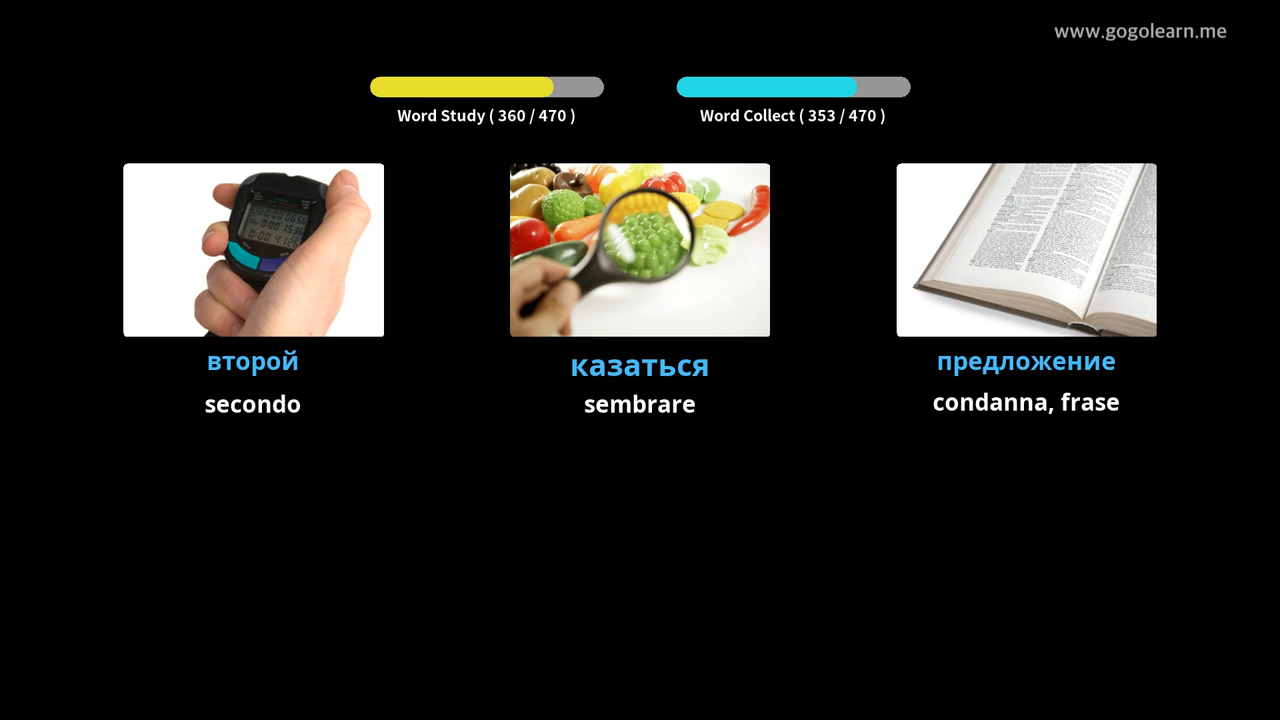 www.gogolearn.me
Word Study ( 360 / 470 )
Word Collect ( 353 / 470 )
второй
казаться
предложение
secondo
sembrare
condanna, frase